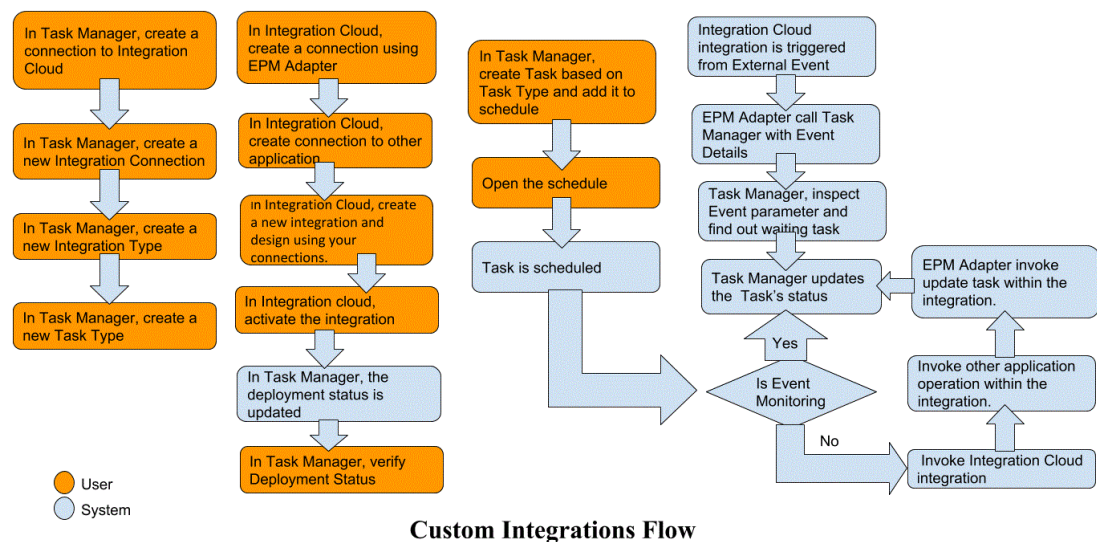 In Task Manager, create a
connection to Integration
Cloud
In Task Manager, create a
new Integration Connection
In Task Manager, create a
new Integration Type
In Task Manager, create a
new Task Type
In Integration Cloud,
create a connection using
EPM Adapter
In Integration Cloud,
create connection to other
application
In Integration Cloud, create
a new integration and
design using your
connections.
In Integration cloud,
activate the integration
In Task Manager, the
deployment status is
updated
In Task Manager, verify
Deployment Status
In Task Manager,
create Task based on
Task Type and add it to
schedule
Open the schedule
Task is scheduled
Integration Cloud
integration is triggered
from External Event
EPM Adapter call Task
Manager with Event
Details
Task Manager, inspect
Event parameter and
find out waiting task
Task Manager updates
the Task's status
Yes
Is Event
Monitoring
No
EPM Adapter invoke
update task within the
integration.
Invoke other application
operation within the
integration.
Invoke Integration Cloud
integration
User
System
Custom Integrations Flow